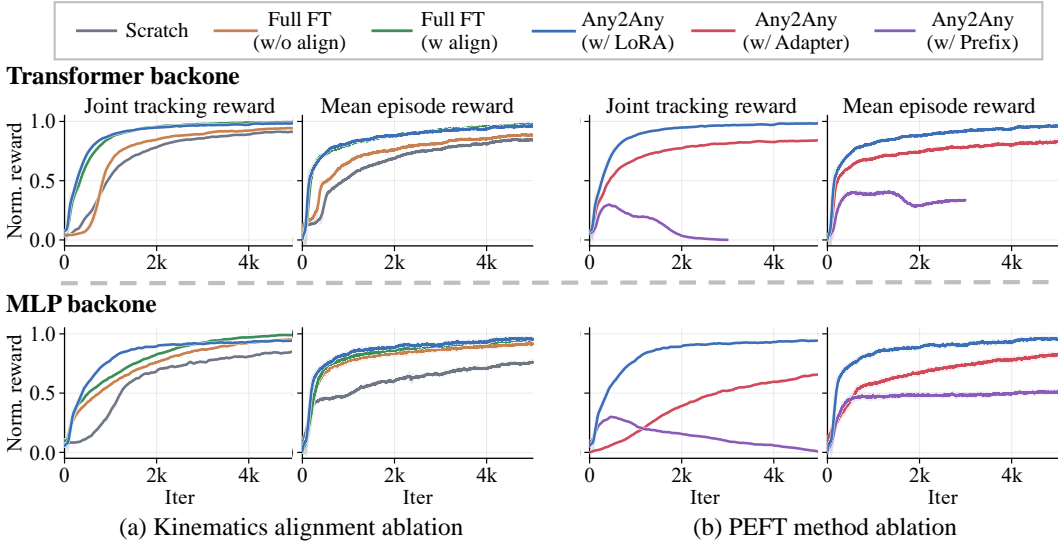 Scratch
Full FT
(w/o align)
Full FT
(w align)
Any2Any
(w/ LoRA)
Any2Any
(w/ Adapter)
Any2Any
(w/ Prefix)
Transformer backone
Joint tracking reward
Mean episode reward
Joint tracking reward
Mean episode reward
Norm. reward
1.0
0.5
0.0
0 2k 4k
0 2k 4k
0 2k 4k
0 2k 4k
MLP backone
Norm. reward
1.0
0.5
0.0
0 2k 4k
0 2k 4k
0 2k 4k
0 2k 4k
Iter
Iter
Iter
Iter
(a) Kinematics alignment ablation
(b) PEFT method ablation